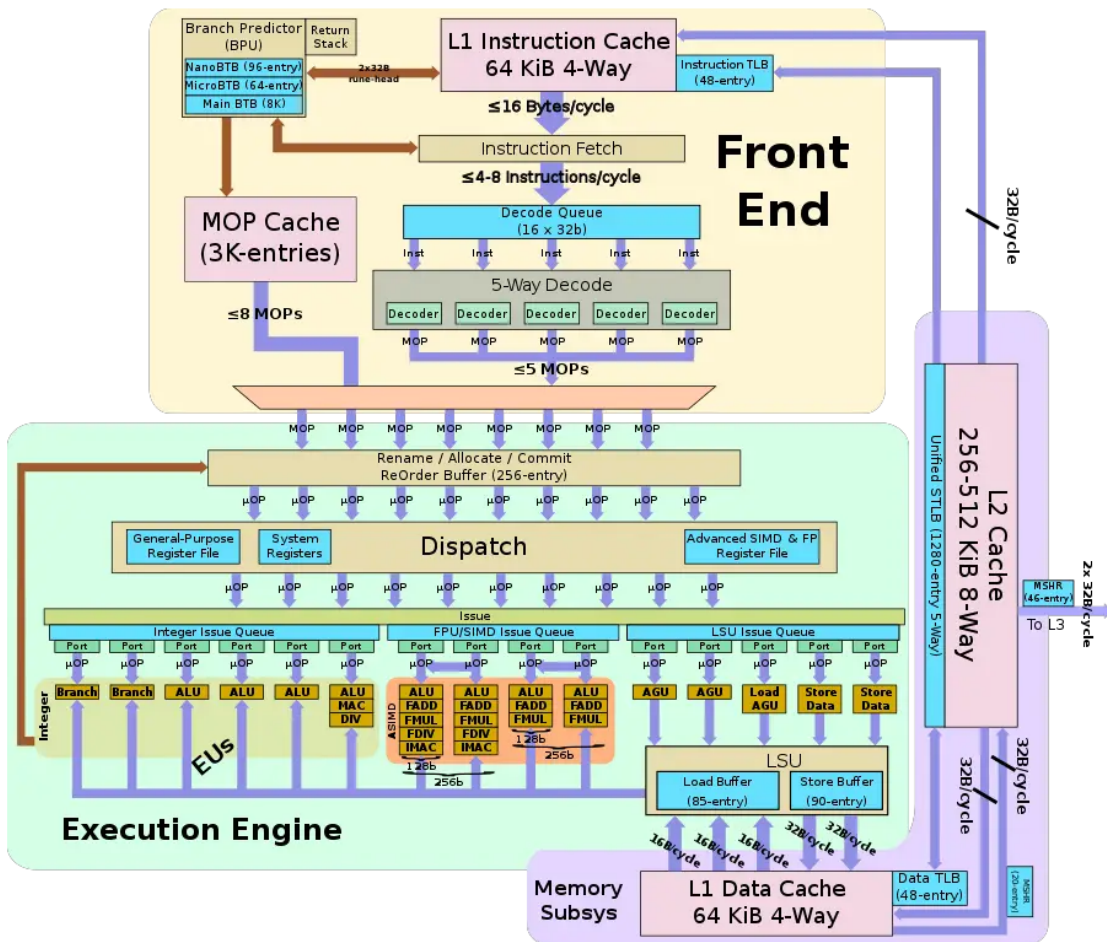 Branch Predictor
(BPU)
Return
Stack
NanoBTB (96-entry)
MicroBTB (64-entry)
Main BTB (8K)
2x32B
rune-head
L1 Instruction Cache
64 KiB 4-Way
Instruction TLB
(48-entry)
≤16 Bytes/cycle
Instruction Fetch
≤4-8 Instructions/cycle
Front
End
MOP Cache
(3K-entries)
Decode Queue
(16 x 32b)
Inst Inst Inst Inst Inst
5-Way Decode
Decoder Decoder Decoder Decoder Decoder
MOP MOP MOP MOP MOP
≤8 MOPs
≤5 MOPs
32B/cycle
MOP MOP MOP MOP MOP MOP MOP MOP
Rename / Allocate / Commit
ReOrder Buffer (256-entry)
µOP µOP µOP µOP µOP µOP µOP µOP µOP
General-Purpose
Register File
System
Registers
Dispatch
Advanced SIMD & FP
Register File
µOP µOP µOP µOP µOP µOP µOP µOP µOP µOP
Issue
Integer Issue Queue
FPU/SIMD Issue Queue
LSU Issue Queue
Port Port Port Port Port Port Port Port Port Port Port Port Port Port Port
µOP µOP µOP µOP µOP µOP µOP µOP µOP µOP µOP µOP µOP µOP µOP
Integer
Branch
Branch
ALU
ALU
ALU
ALU
MAC
DIV
EUs
ASIMD
ALU
FADD
FMUL
FDIV
IMAC
ALU
FADD
FMUL
FDIV
IMAC
ALU
FMUL
ALU
FADD
FMUL
128b
256b
128b
256b
AGU
AGU
Load
AGU
Store
Data
Store
Data
LSU
Load Buffer
(85-entry)
Store Buffer
(90-entry)
Execution Engine
16B/cycle
16B/cycle
16B/cycle
32B/cycle
32B/cycle
Memory
Subsys
L1 Data Cache
64 KiB 4-Way
Data TLB
(48-entry)
MSHR
(20-entry)
32B/cycle
32B/cycle
Unified STLB (1280-entry 5-Way)
L2 Cache
256-512 KiB 8-Way
MSHR
(46-entry)
To L3
2x 32B/cycle